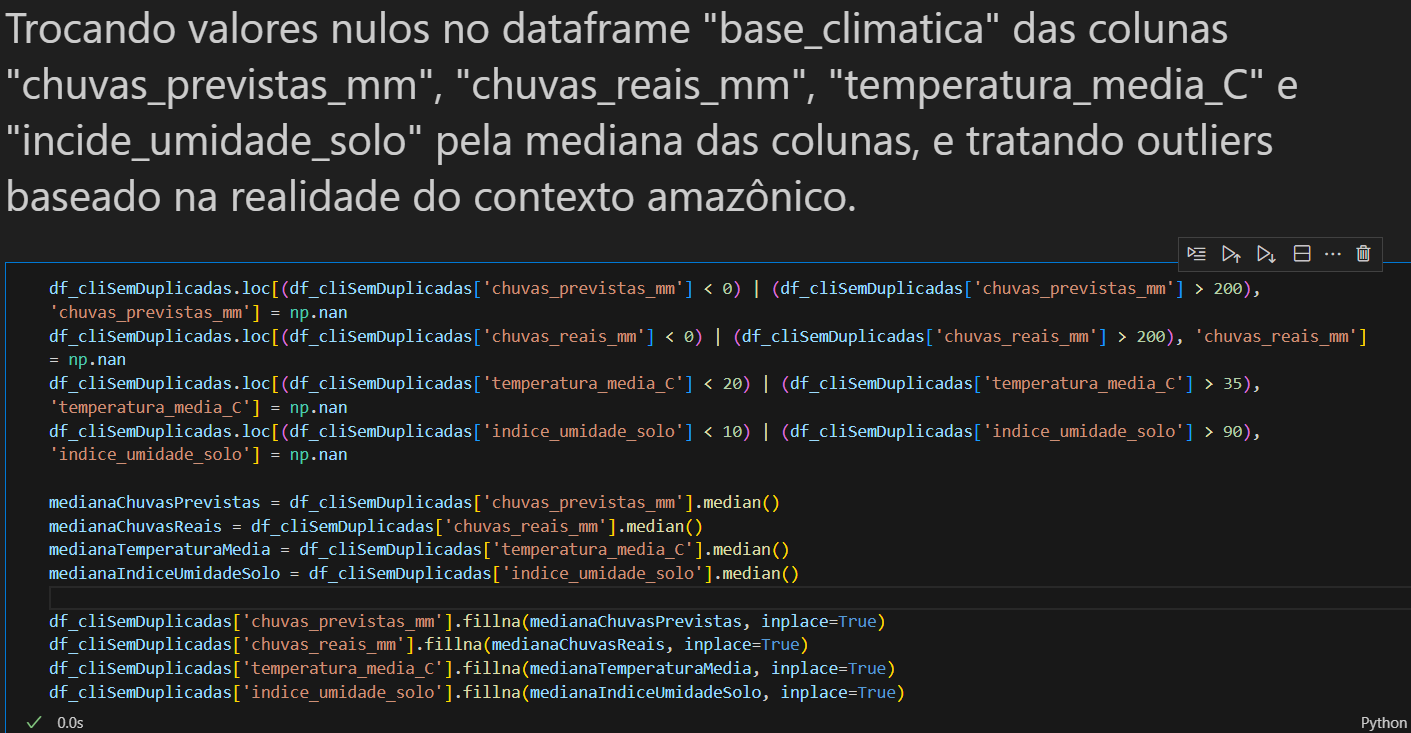 Trocando valores nulos no dataframe "base_climatica" das colunas
"chuvas_previstas_mm", "chuvas_reais_mm", "temperatura_media_C" e
"incide_umidade_solo" pela mediana das colunas, e tratando outliers
baseado na realidade do contexto amazônico.
df_cliSemDuplicadas.loc[(df_cliSemDuplicadas['chuvas_previstas_mm'] < 0) | (df_cliSemDuplicadas['chuvas_previstas_mm'] > 200),
'chuvas_previstas_mm'] = np.nan
df_cliSemDuplicadas.loc[(df_cliSemDuplicadas['chuvas_reais_mm'] < 0) | (df_cliSemDuplicadas['chuvas_reais_mm'] > 200), 'chuvas_reais_mm']
= np.nan
df_cliSemDuplicadas.loc[(df_cliSemDuplicadas['temperatura_media_C'] < 20) | (df_cliSemDuplicadas['temperatura_media_C'] > 35),
'temperatura_media_C'] = np.nan
df_cliSemDuplicadas.loc[(df_cliSemDuplicadas['indice_umidade_solo'] < 10) | (df_cliSemDuplicadas['indice_umidade_solo'] > 90),
'indice_umidade_solo'] = np.nan
medianaChuvasPrevistas = df_cliSemDuplicadas['chuvas_previstas_mm'].median()
medianaChuvasReais = df_cliSemDuplicadas['chuvas_reais_mm'].median()
medianaTemperaturaMedia = df_cliSemDuplicadas['temperatura_media_C'].median()
medianaIndiceUmidadeSolo = df_cliSemDuplicadas['indice_umidade_solo'].median()
df_cliSemDuplicadas['chuvas_previstas_mm'].fillna(medianaChuvasPrevistas, inplace=True)
df_cliSemDuplicadas['chuvas_reais_mm'].fillna(medianaChuvasReais, inplace=True)
df_cliSemDuplicadas['temperatura_media_C'].fillna(medianaTemperaturaMedia, inplace=True)
df_cliSemDuplicadas['indice_umidade_solo'].fillna(medianaIndiceUmidadeSolo, inplace=True)
0.0s
Python